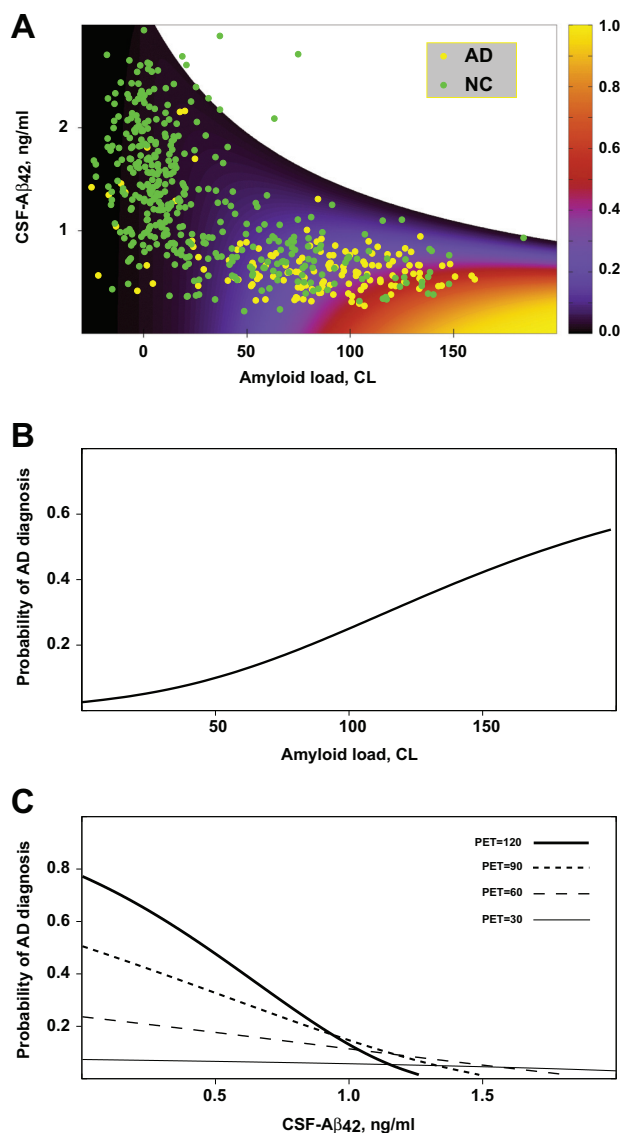 A
CSF-Aβ42, ng/ml
2
1
AD
NC
1.0
0.8
0.6
0.4
0.2
0.0
0 50 100 150
Amyloid load, CL
B
Probability of AD diagnosis
0.6
0.4
0.2
50 100 150
Amyloid load, CL
C
Probability of AD diagnosis
0.8
0.6
0.4
0.2
PET=120
PET=90
PET=60
PET=30
0.5 1.0 1.5
CSF-Aβ42, ng/ml